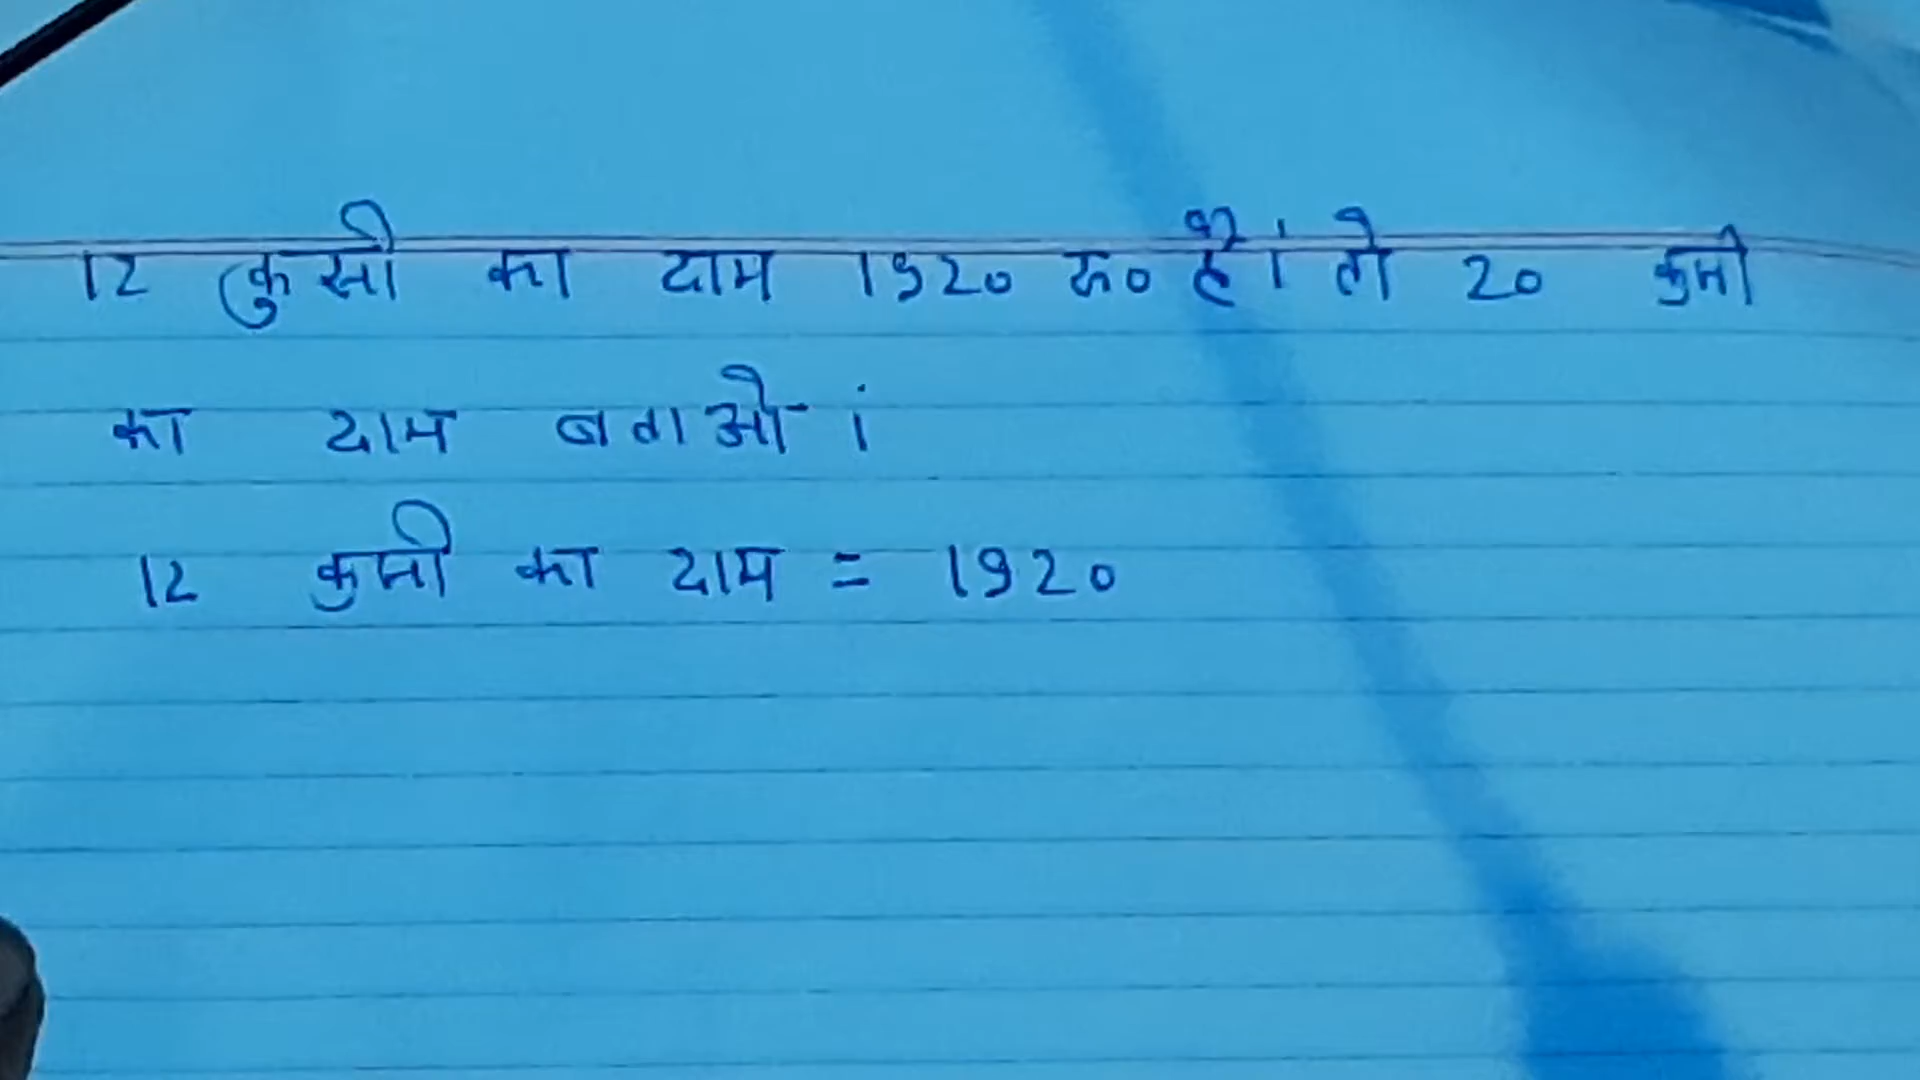 12 कुर्सी का दाम 1920 रू० है। तो 20 कुर्सी
का दाम बताओ।
12 कुर्सी का दाम = 1920